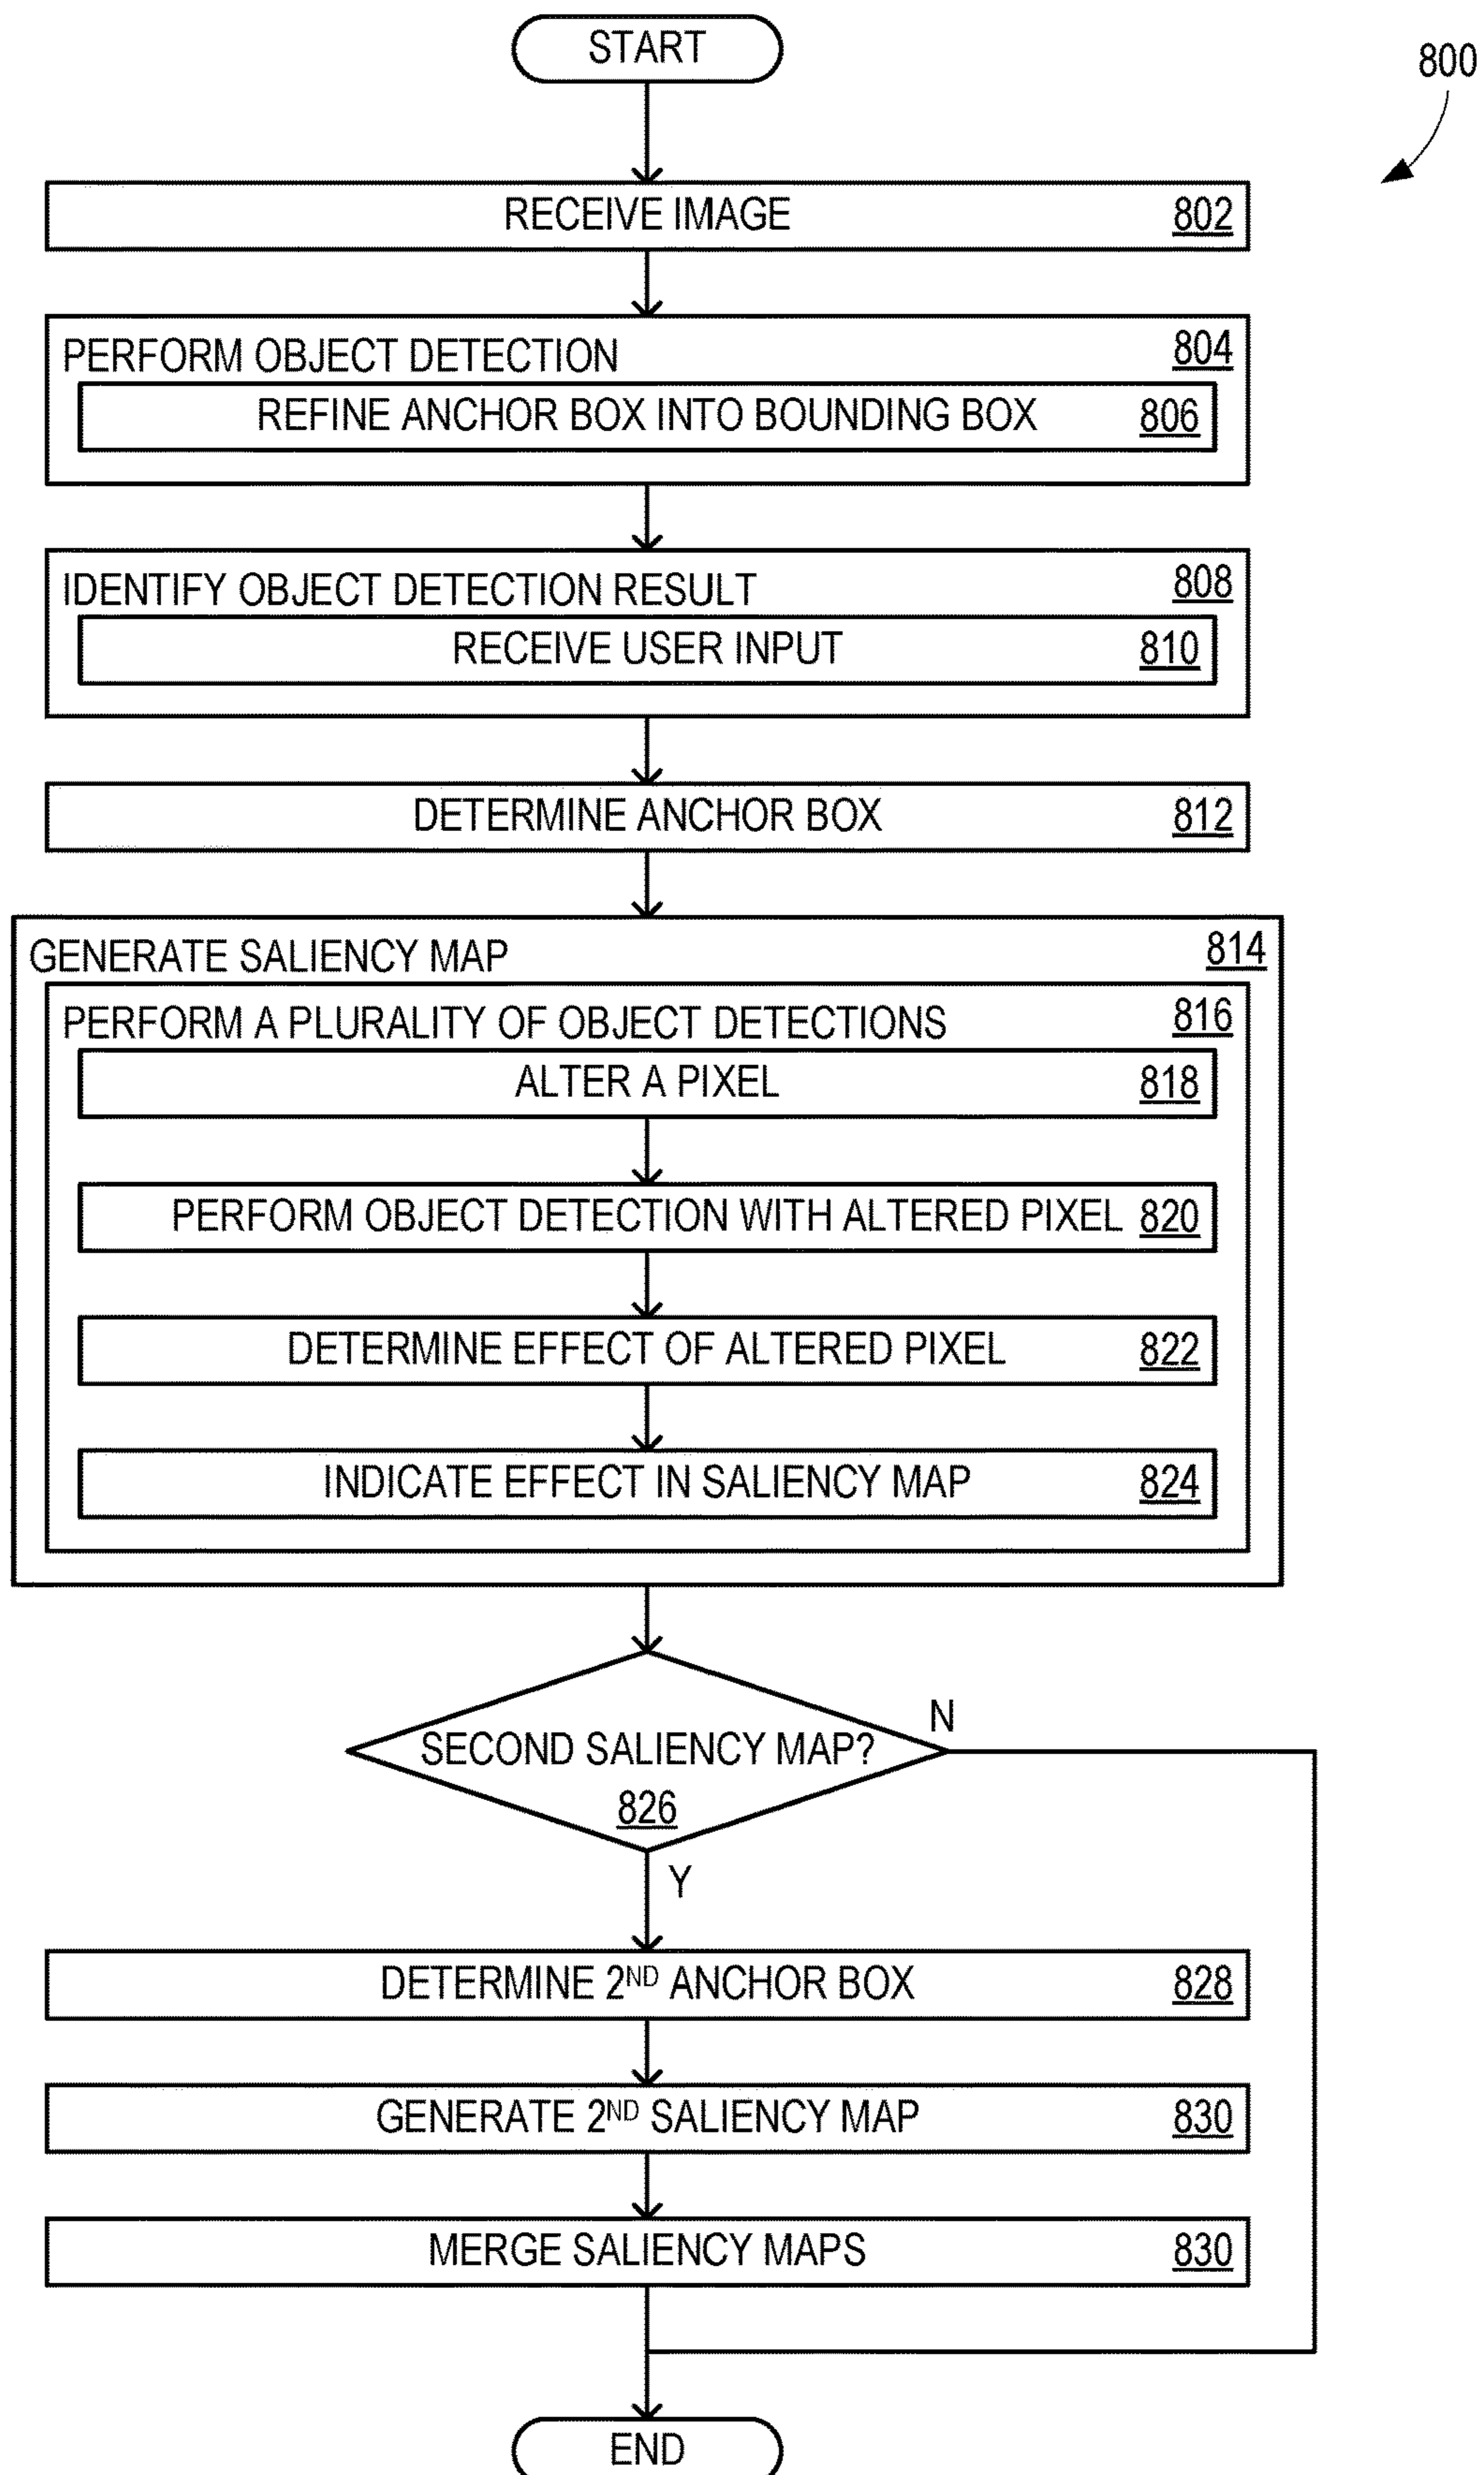 START
800
RECEIVE IMAGE 802
PERFORM OBJECT DETECTION 804
REFINE ANCHOR BOX INTO BOUNDING BOX 806
IDENTIFY OBJECT DETECTION RESULT 808
RECEIVE USER INPUT 810
DETERMINE ANCHOR BOX 812
GENERATE SALIENCY MAP 814
PERFORM A PLURALITY OF OBJECT DETECTIONS 816
ALTER A PIXEL 818
PERFORM OBJECT DETECTION WITH ALTERED PIXEL 820
DETERMINE EFFECT OF ALTERED PIXEL 822
INDICATE EFFECT IN SALIENCY MAP 824
N
SECOND SALIENCY MAP?
826
Y
DETERMINE 2ND ANCHOR BOX 828
GENERATE 2ND SALIENCY MAP 830
MERGE SALIENCY MAPS 830
END